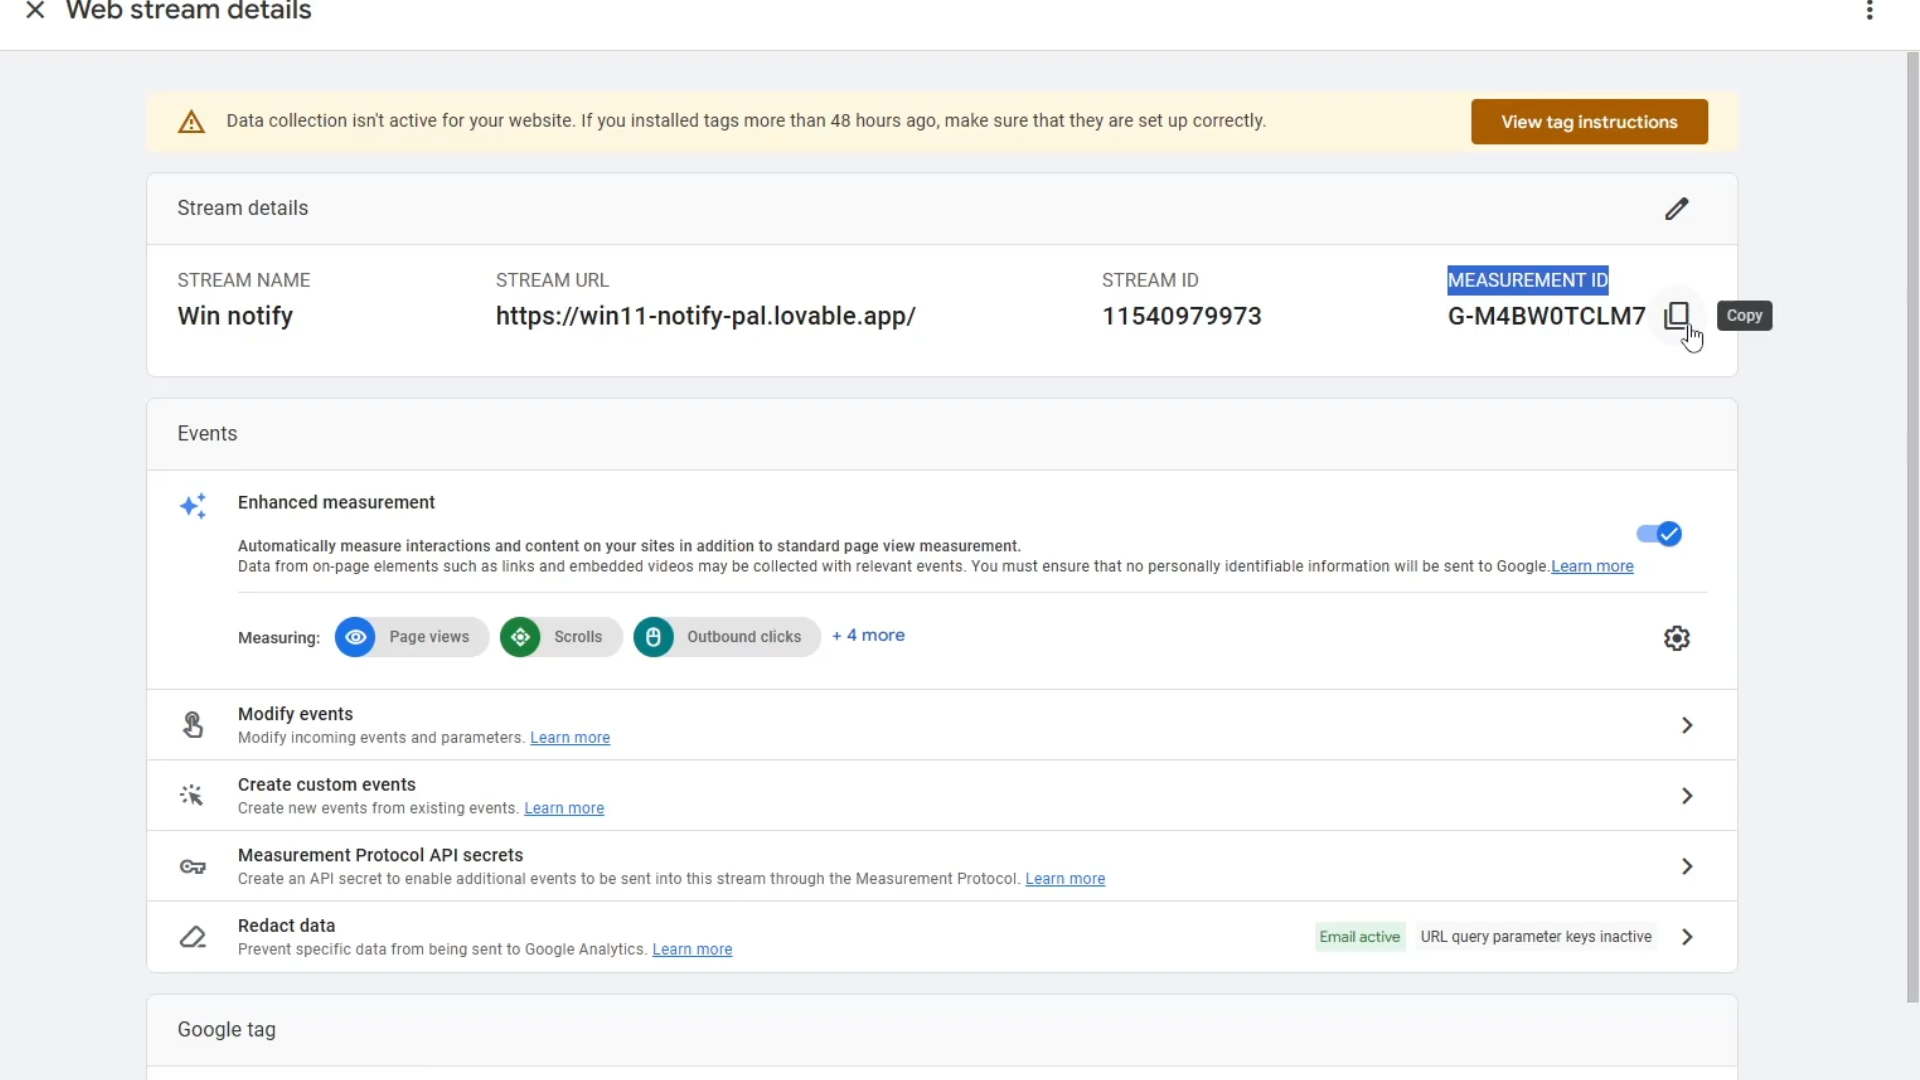 Web stream details
Data collection isn't active for your website. If you installed tags more than 48 hours ago, make sure that they are set up correctly.
View tag instructions
Stream details
STREAM NAME
STREAM URL
STREAM ID
MEASUREMENT ID
Win notify
https://win11-notify-pal.lovable.app/
11540979973
G-M4BW0TCLM7
Copy
Events
Enhanced measurement
Automatically measure interactions and content on your sites in addition to standard page view measurement.
Data from on-page elements such as links and embedded videos may be collected with relevant events. You must ensure that no personally identifiable information will be sent to Google. Learn more
Measuring:
Page views
Scrolls
Outbound clicks
+ 4 more
Modify events
Modify incoming events and parameters. Learn more
Create custom events
Create new events from existing events. Learn more
Measurement Protocol API secrets
Create an API secret to enable additional events to be sent into this stream through the Measurement Protocol. Learn more
Redact data
Prevent specific data from being sent to Google Analytics. Learn more
Email active
URL query parameter keys inactive
Google tag